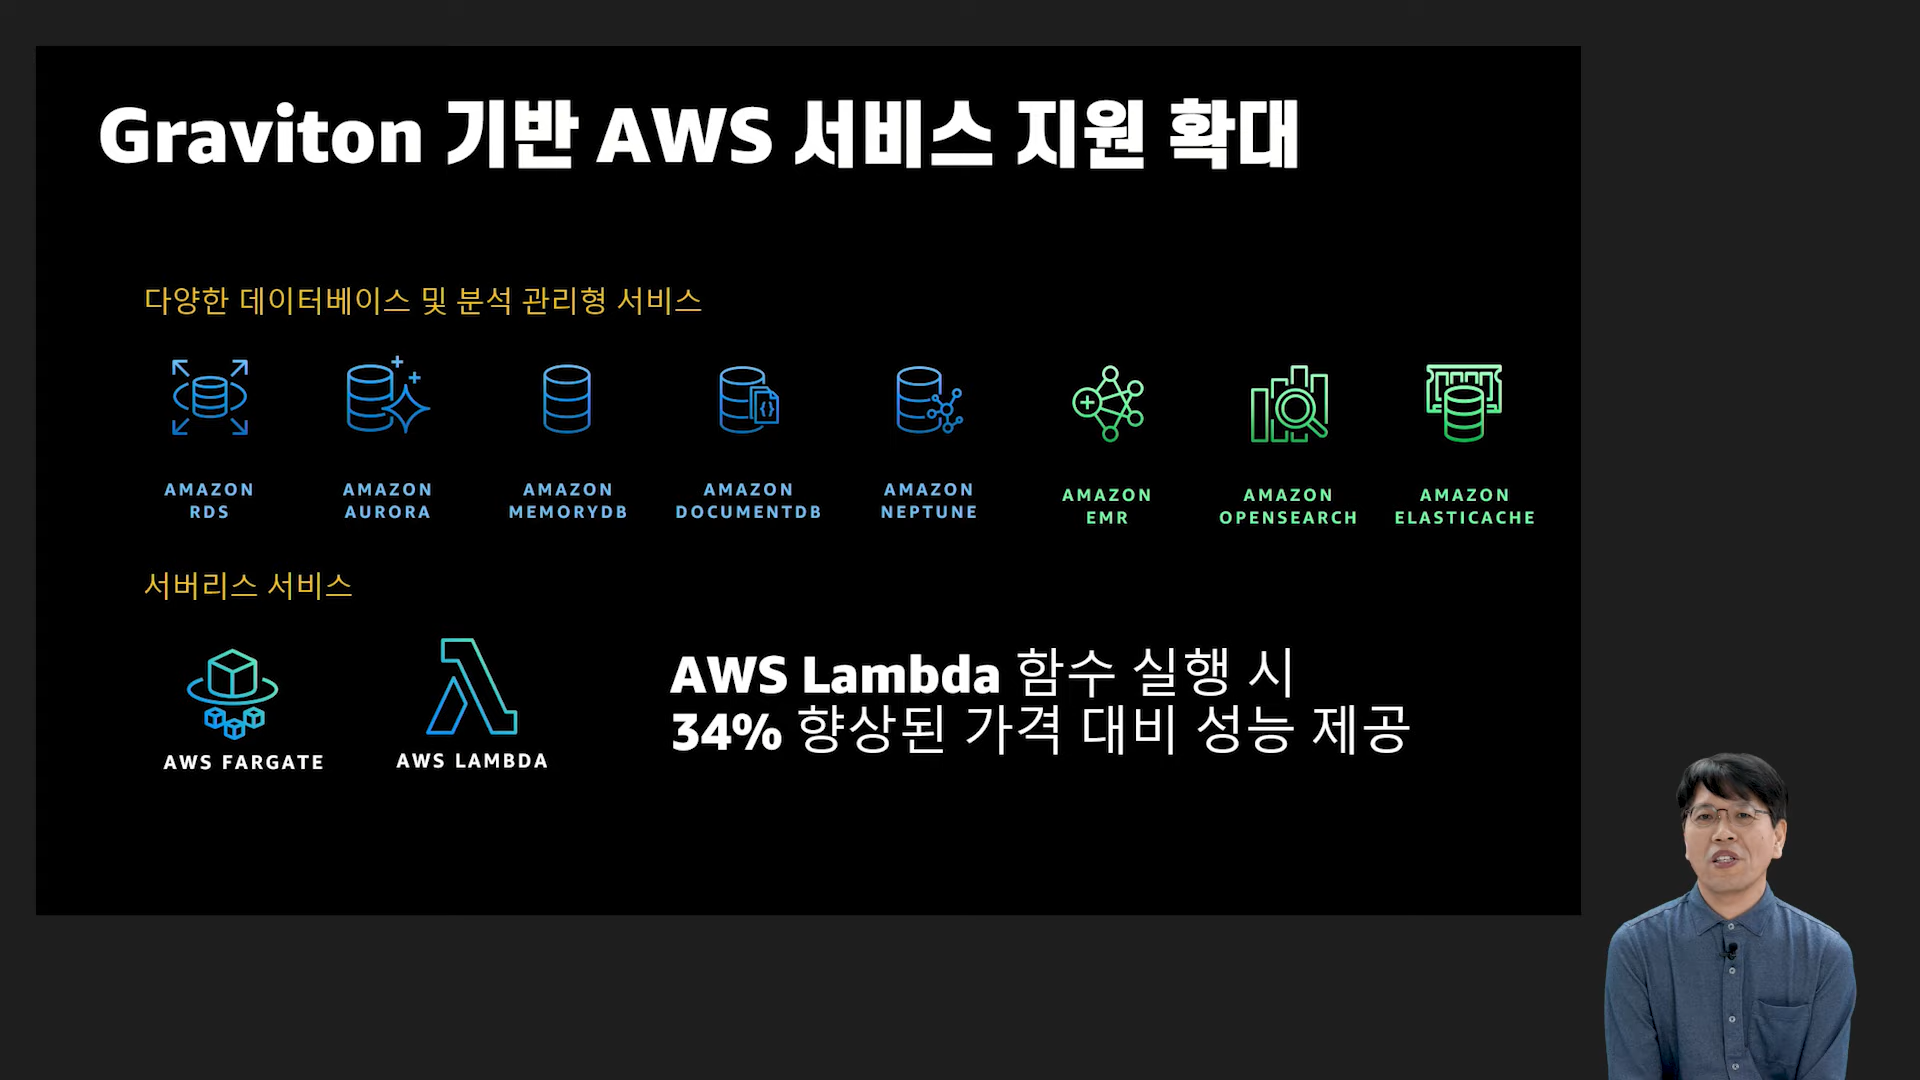 Graviton 기반 AWS 서비스 지원 확대
다양한 데이터베이스 및 분석 관리형 서비스
AMAZON
RDS
AMAZON
AURORA
AMAZON
MEMORYDB
AMAZON
DOCUMENTDB
AMAZON
NEPTUNE
AMAZON
EMR
AMAZON
OPENSEARCH
AMAZON
ELASTICACHE
서버리스 서비스
AWS FARGATE
AWS LAMBDA
AWS Lambda 함수 실행 시
34% 향상된 가격 대비 성능 제공